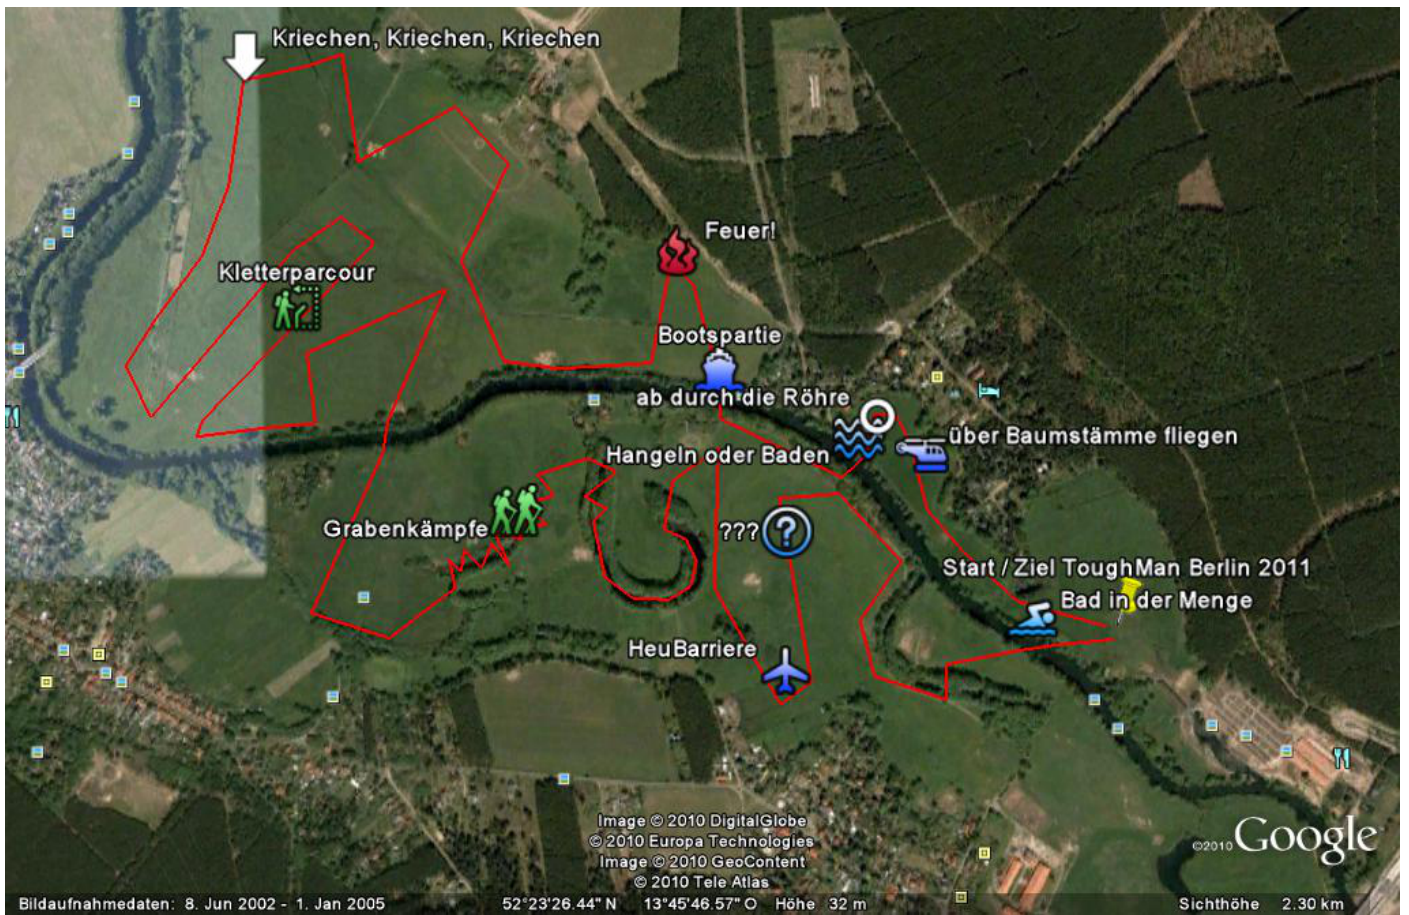 Kriechen, Kriechen, Kriechen
Feuer!
Kletterparcour
Bootspartie
ab durch die Röhre
über Baumstämme fliegen
Hangeln oder Baden
Grabenkämpfe
???
?
Start / Ziel ToughMan Berlin 2011
Bad in der Menge
HeuBarriere
Image © 2010 DigitalGlobe
© 2010 Europa Technologies
Image © 2010 GeoContent
© 2010 Tele Atlas
©2010 Google
Bildaufnahmedaten: 8. Jun 2002 - 1. Jan 2005
52°23'26.44" N 13°45'46.57" O Höhe 32 m
Sichthöhe 2.30 km